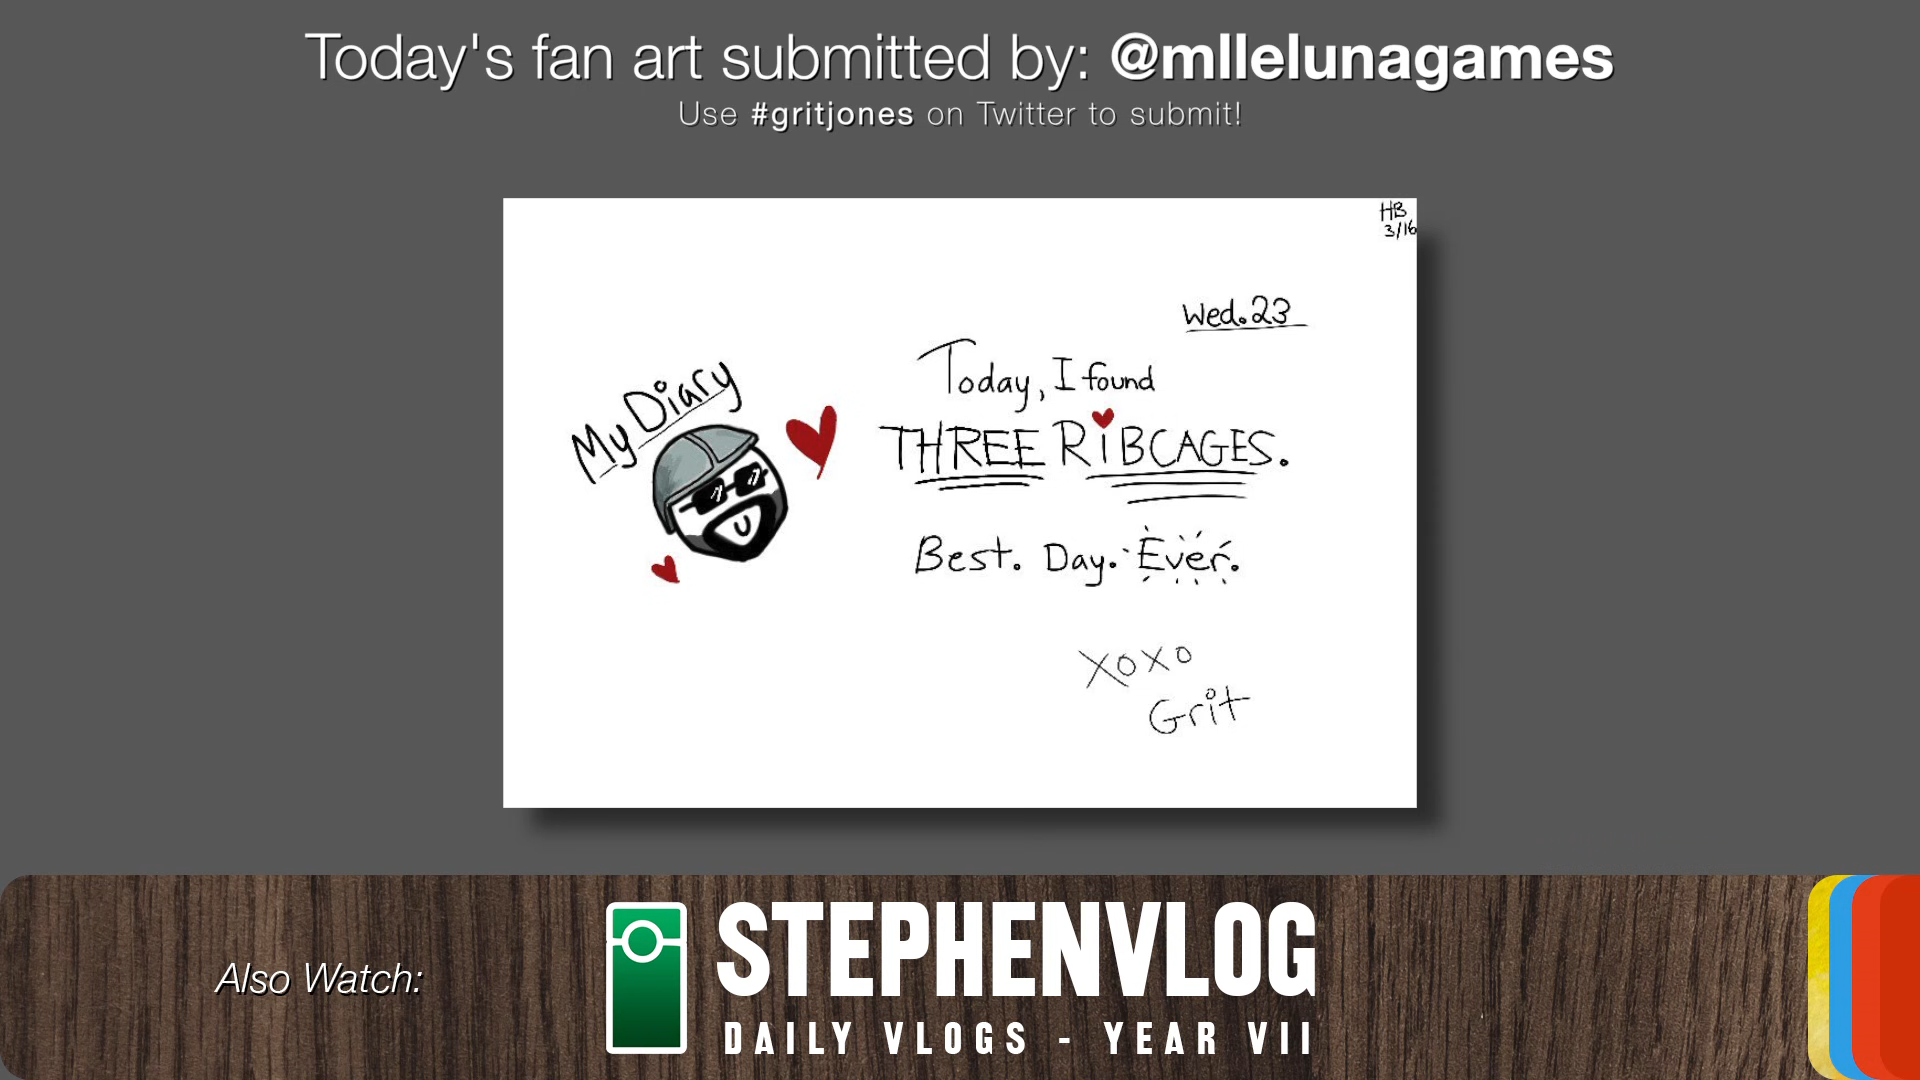 Today's fan art submitted by: @mllelunagames
Use #gritjones on Twitter to submit!
HB
3/16
Wed.23
My Diary
Today, I found
THREE RiBCAGES.
Best. Day. Ever.
XOXO
Grit
Also Watch:
STEPHENVLOG
DAILY VLOGS - YEAR VII